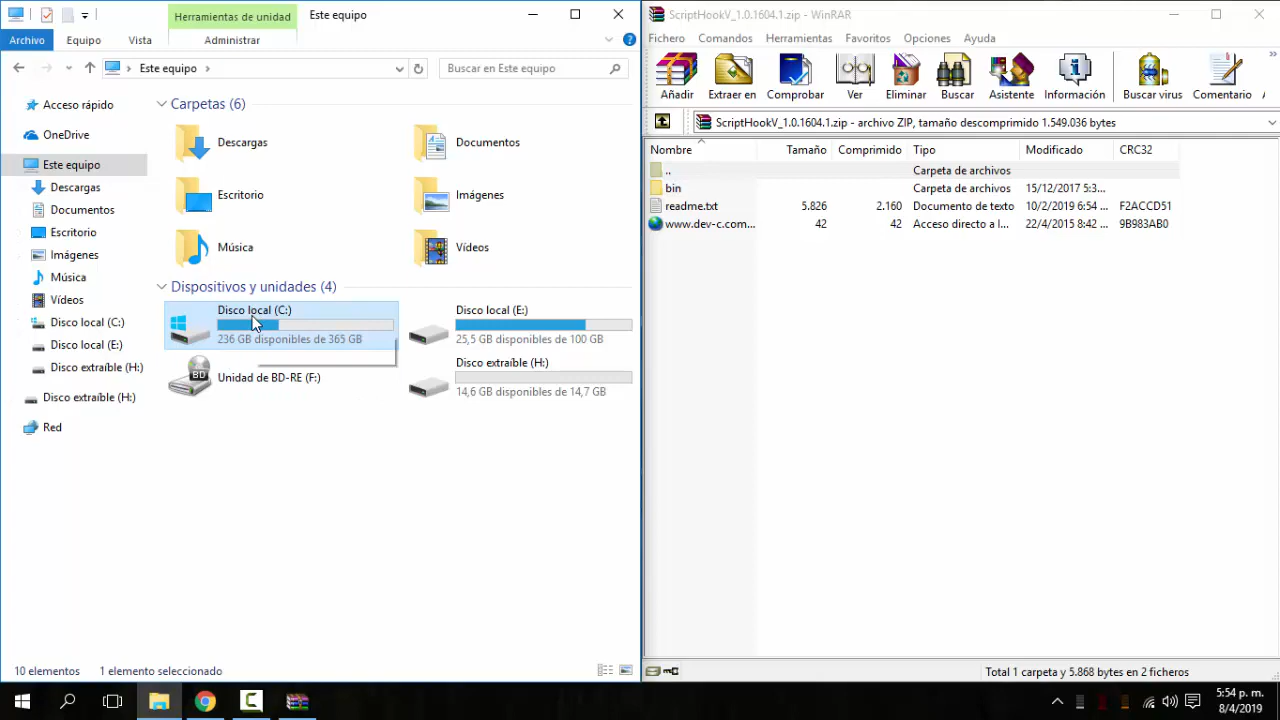 Herramientas de unidad
Este equipo
Archivo
Equipo
Vista
Administrar
Este equipo
Buscar en Este equipo
Acceso rápido
OneDrive
Este equipo
Descargas
Documentos
Escritorio
Imágenes
Música
Vídeos
Disco local (C:)
Disco local (E:)
Disco extraíble (H:)
Disco extraíble (H:)
Red
Carpetas (6)
Descargas
Documentos
Escritorio
Imágenes
Música
Vídeos
Dispositivos y unidades (4)
Disco local (C:)
236 GB disponibles de 365 GB
Disco local (E:)
25,5 GB disponibles de 100 GB
BD
Unidad de BD-RE (F:)
Disco extraíble (H:)
14,6 GB disponibles de 14,7 GB
10 elementos
1 elemento seleccionado
ScriptHookV_1.0.1604.1.zip - WinRAR
Fichero
Comandos
Herramientas
Favoritos
Opciones
Ayuda
Añadir
Extraer en
Comprobar
Ver
Eliminar
Buscar
Asistente
Información
Buscar virus
Comentario
ScriptHookV_1.0.1604.1.zip - archivo ZIP, tamaño descomprimido 1.549.036 bytes
Nombre Tamaño Comprimido Tipo Modificado CRC32
.. Carpeta de archivos
bin Carpeta de archivos 15/12/2017 5:3...
readme.txt 5.826 2.160 Documento de texto 10/2/2019 6:54 ... F2ACCD51
www.dev-c.com... 42 42 Acceso directo a I... 22/4/2015 8:42 ... 9B983AB0
Total 1 carpeta y 5.868 bytes en 2 ficheros
5:54 p. m.
8/4/2019